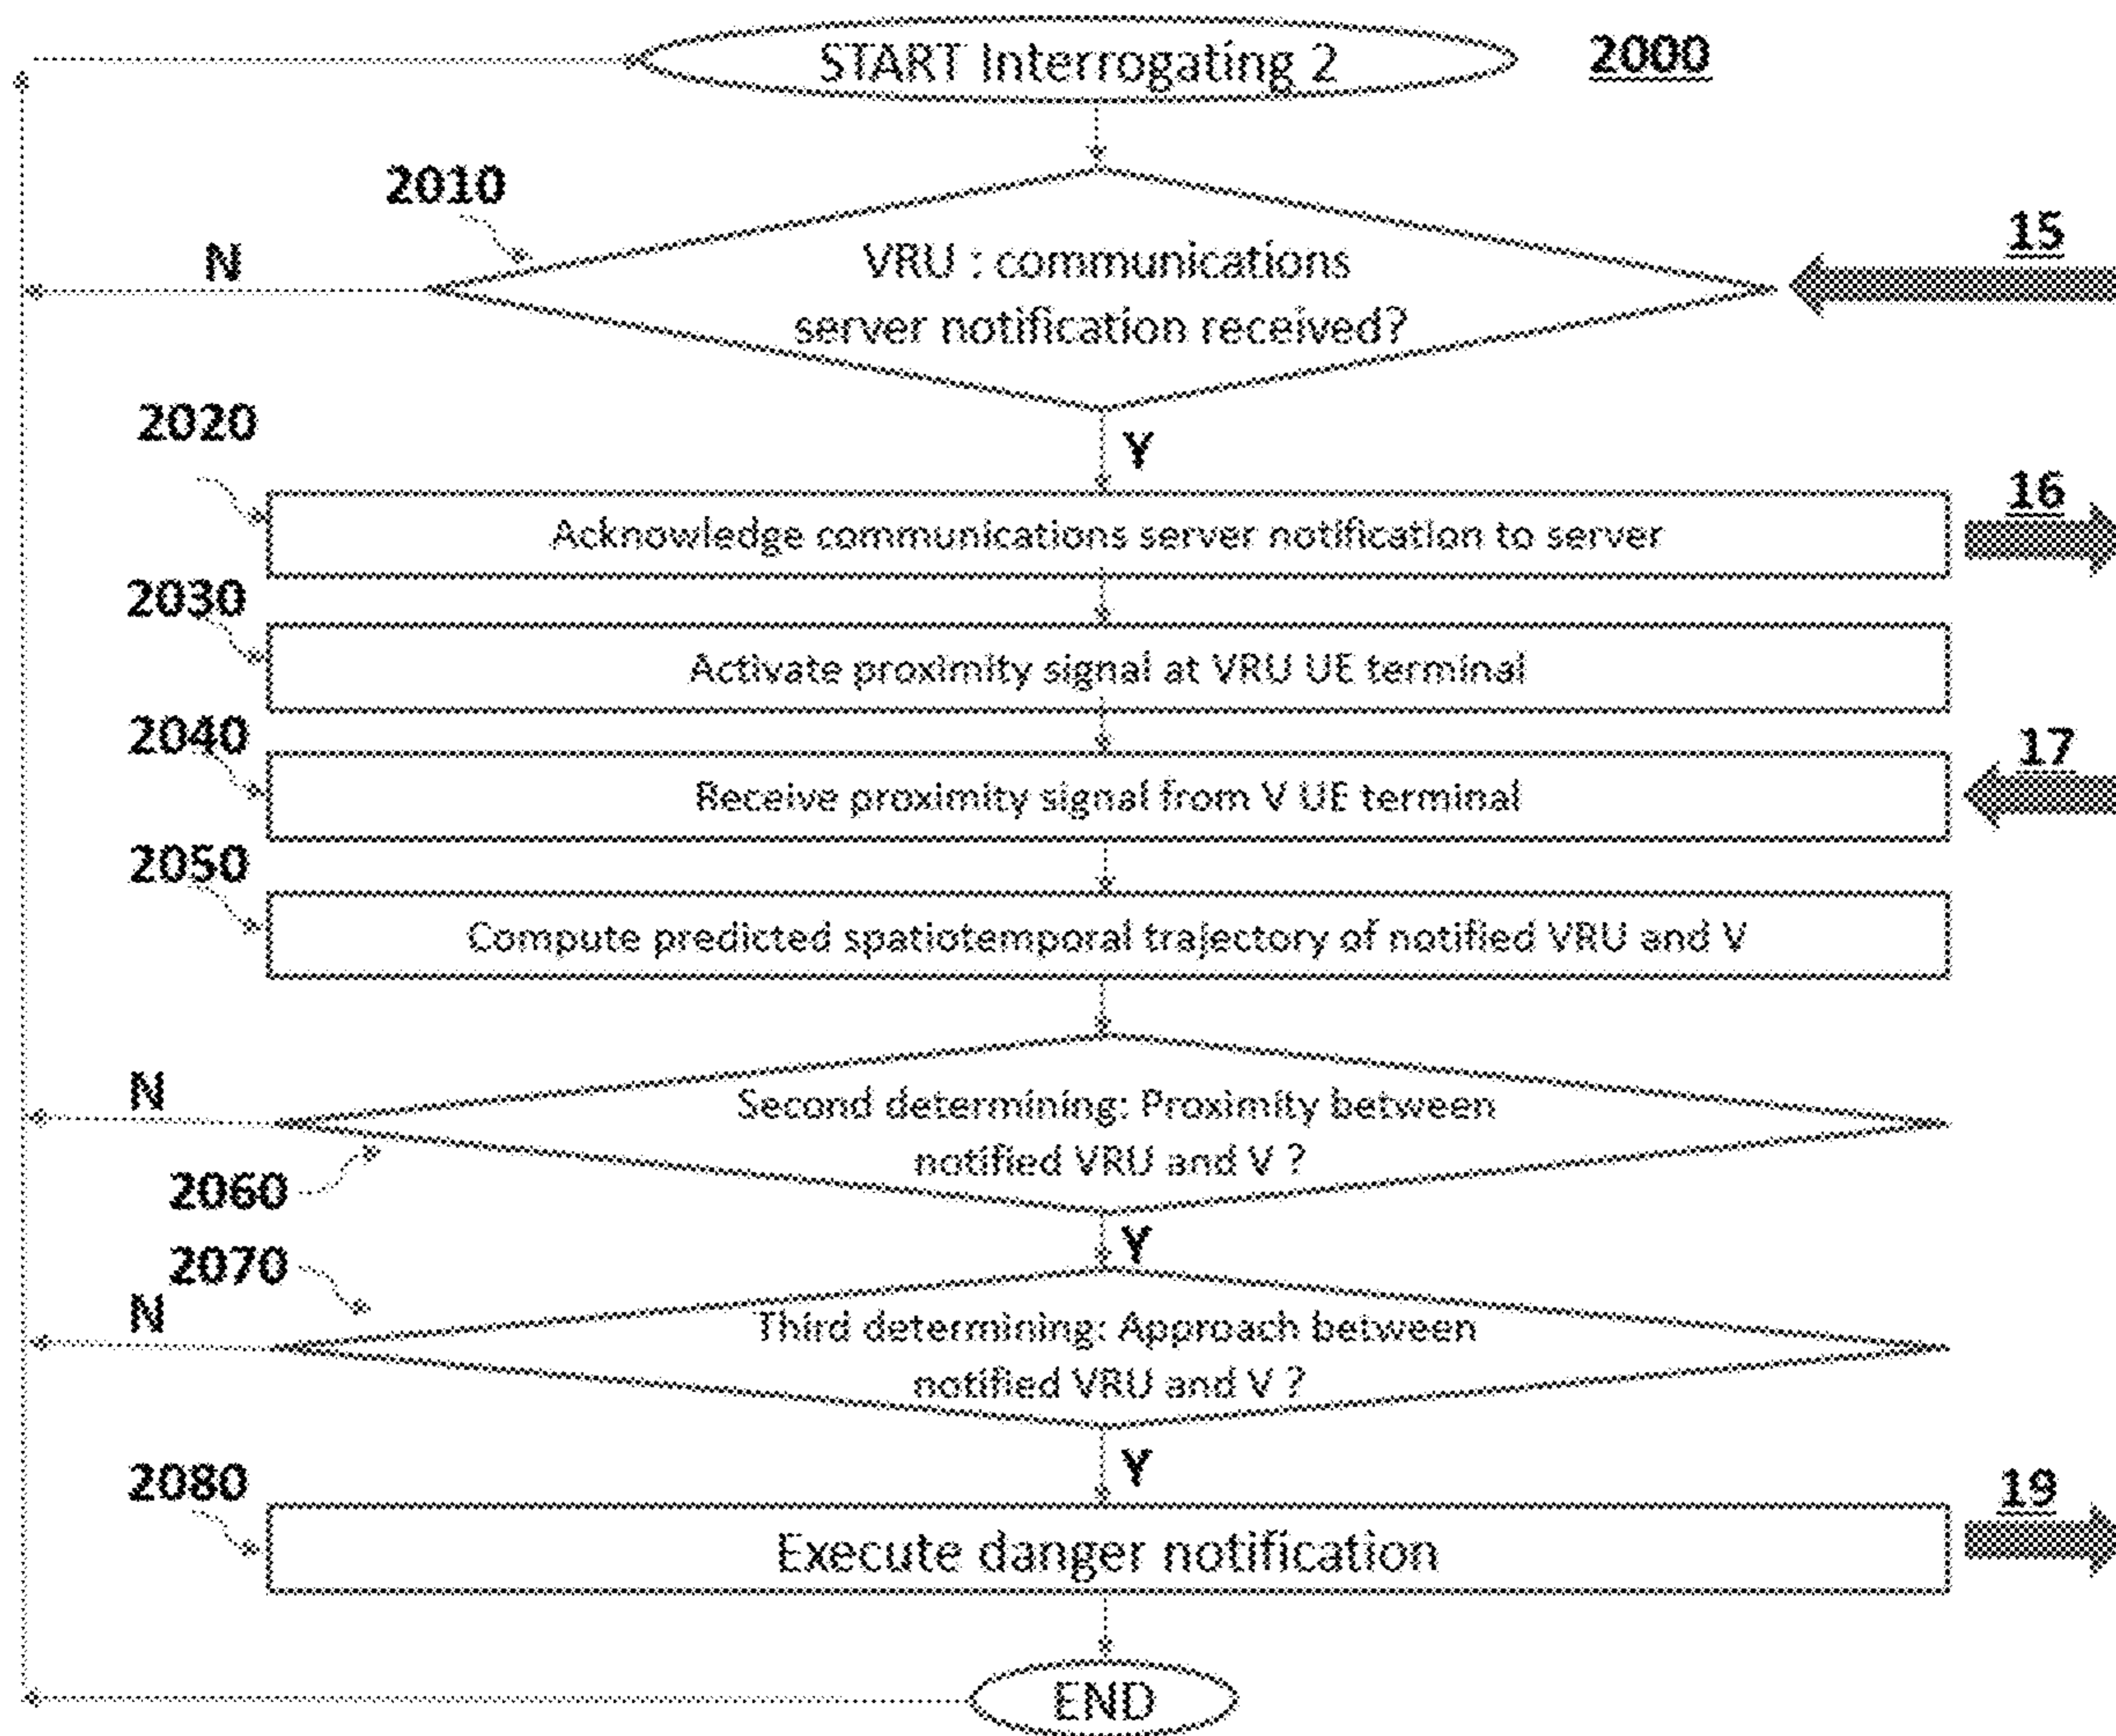 START Interrogating 2
2000
2010
N
VRU : communications
server notification received?
15
2020
Y
16
Acknowledge communications server notification to server
2030
Activate proximity signal at VRU UE terminal
2040
17
Receive proximity signal from V UE terminal
2050
Compute predicted spatiotemporal trajectory of notified VRU and V
N
Second determining: Proximity between
notified VRU and V ?
2060
Y
2070
N
Third determining: Approach between
notified VRU and V ?
Y
2080
19
Execute danger notification
END